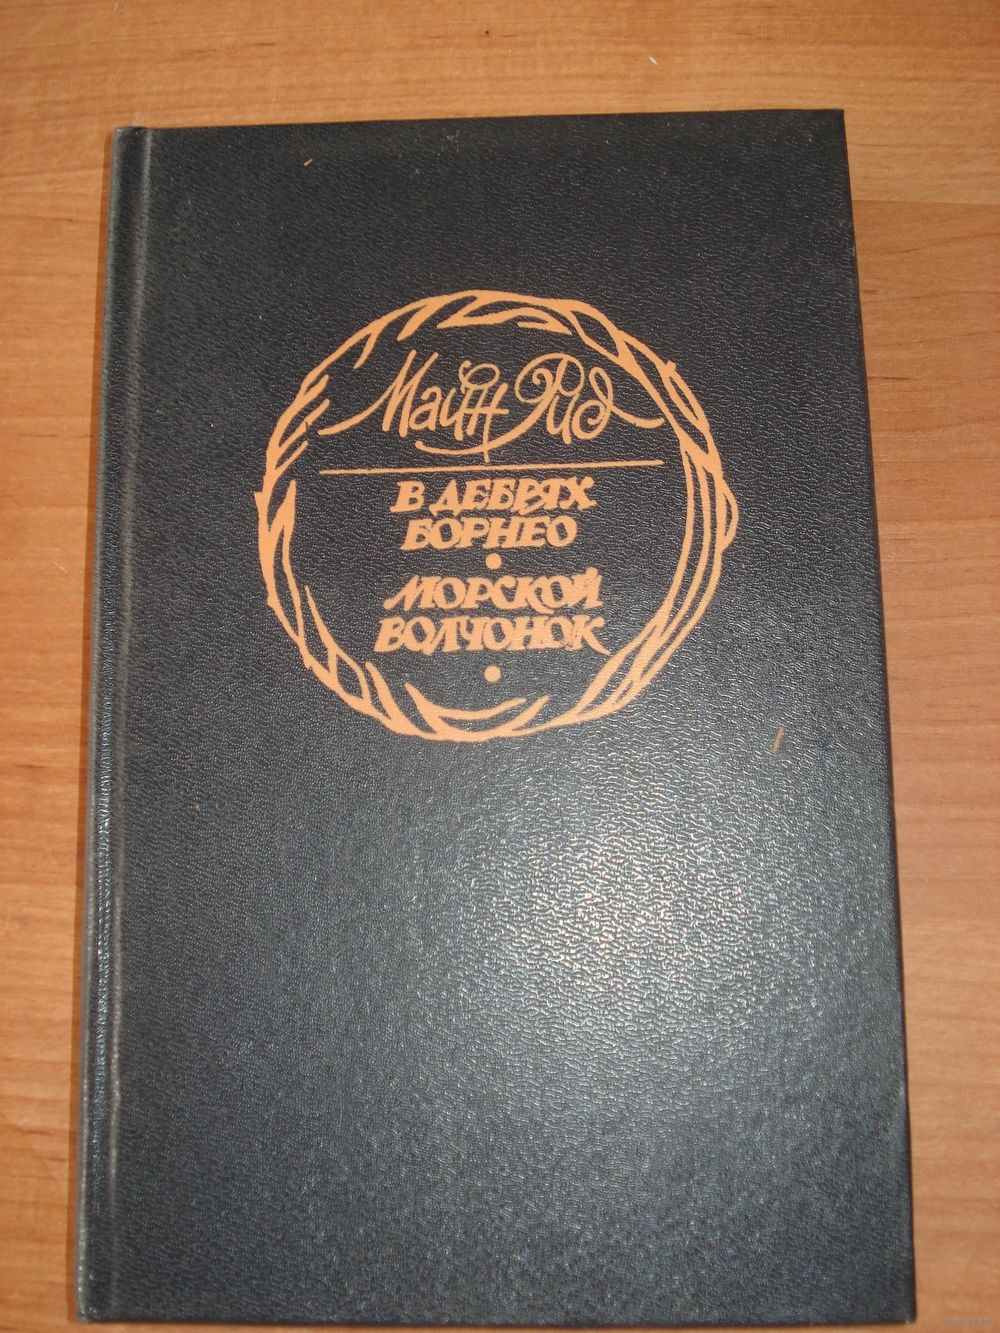 Майн Рид
В ДЕБРЯХ
БОРНЕО
•
МОРСКОЙ
ВОЛЧОНОК
•